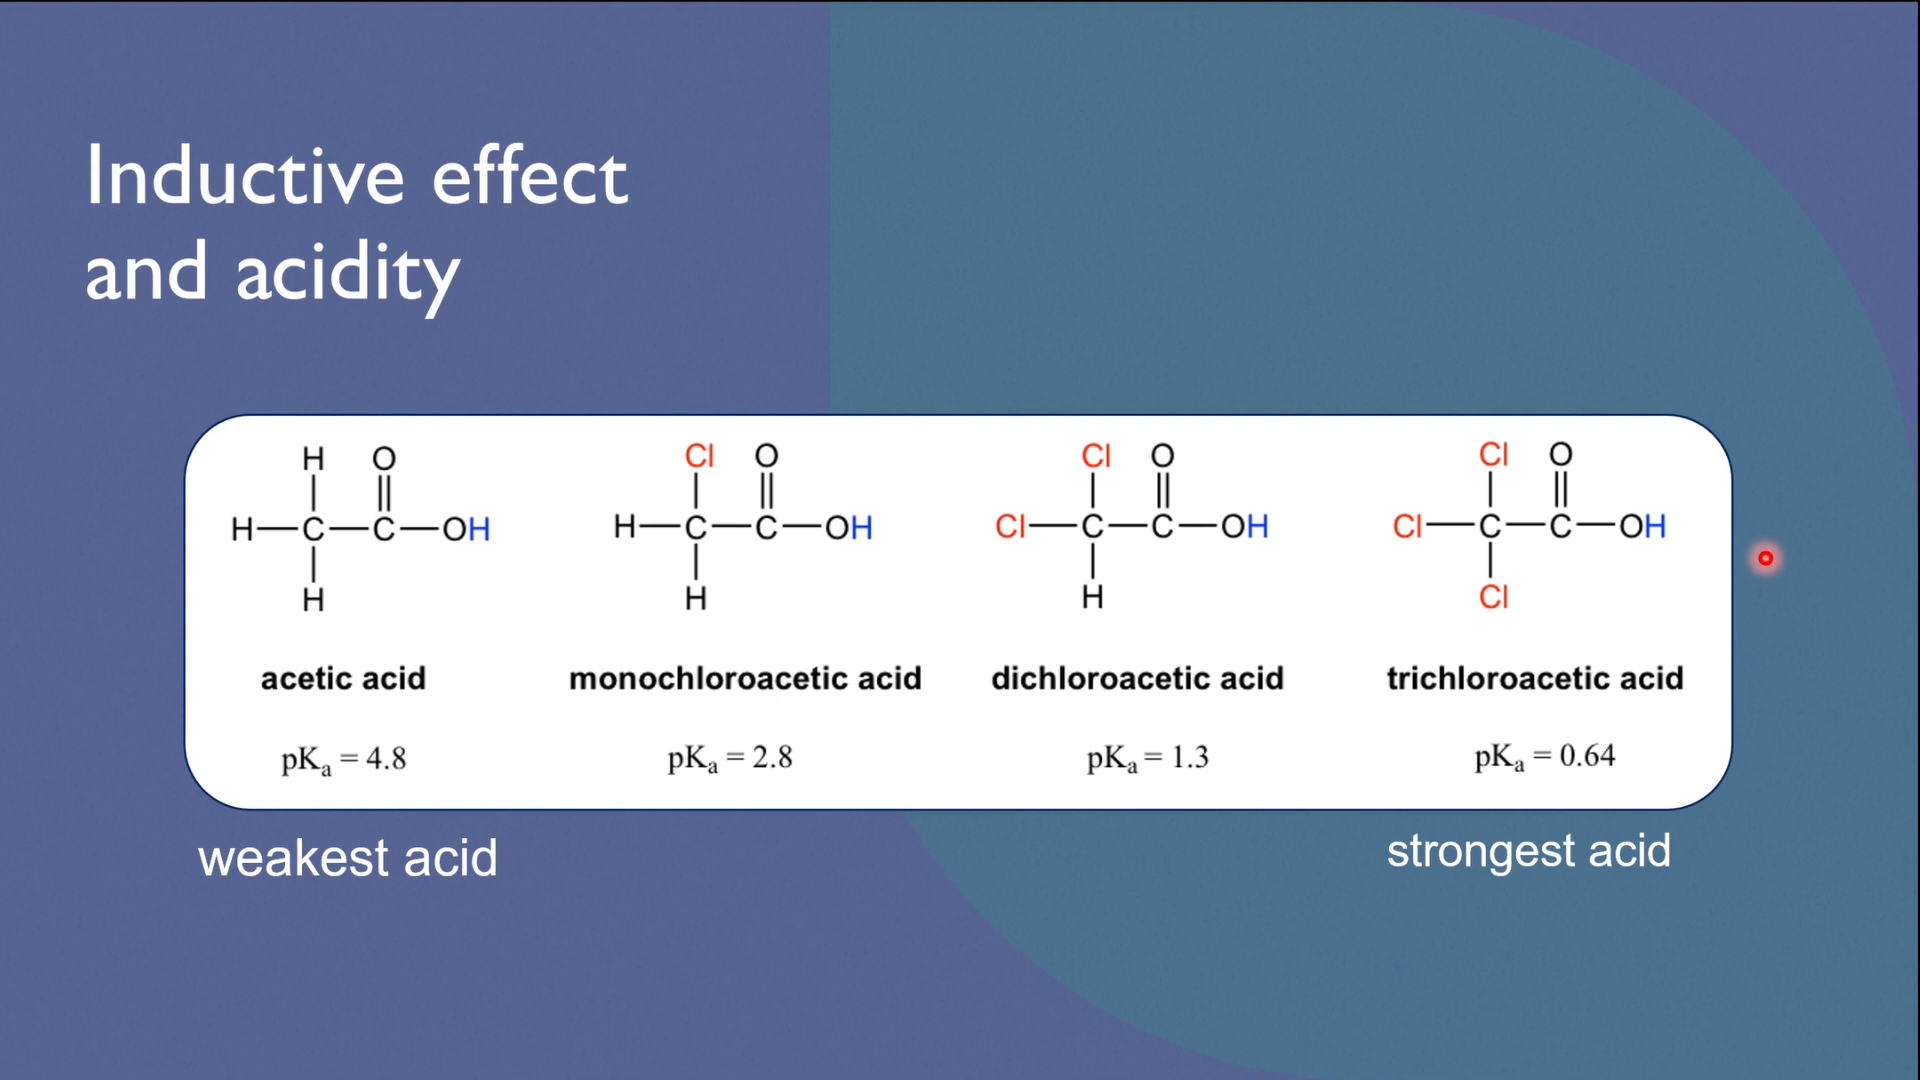 Inductive effect
and acidity
H O
H—C—C—OH
H
Cl O
H—C—C—OH
H
Cl O
Cl—C—C—OH
H
Cl O
Cl—C—C—OH
Cl
acetic acid
monochloroacetic acid
dichloroacetic acid
trichloroacetic acid
pKₐ = 4.8
pKₐ = 2.8
pKₐ = 1.3
pKₐ = 0.64
weakest acid
strongest acid